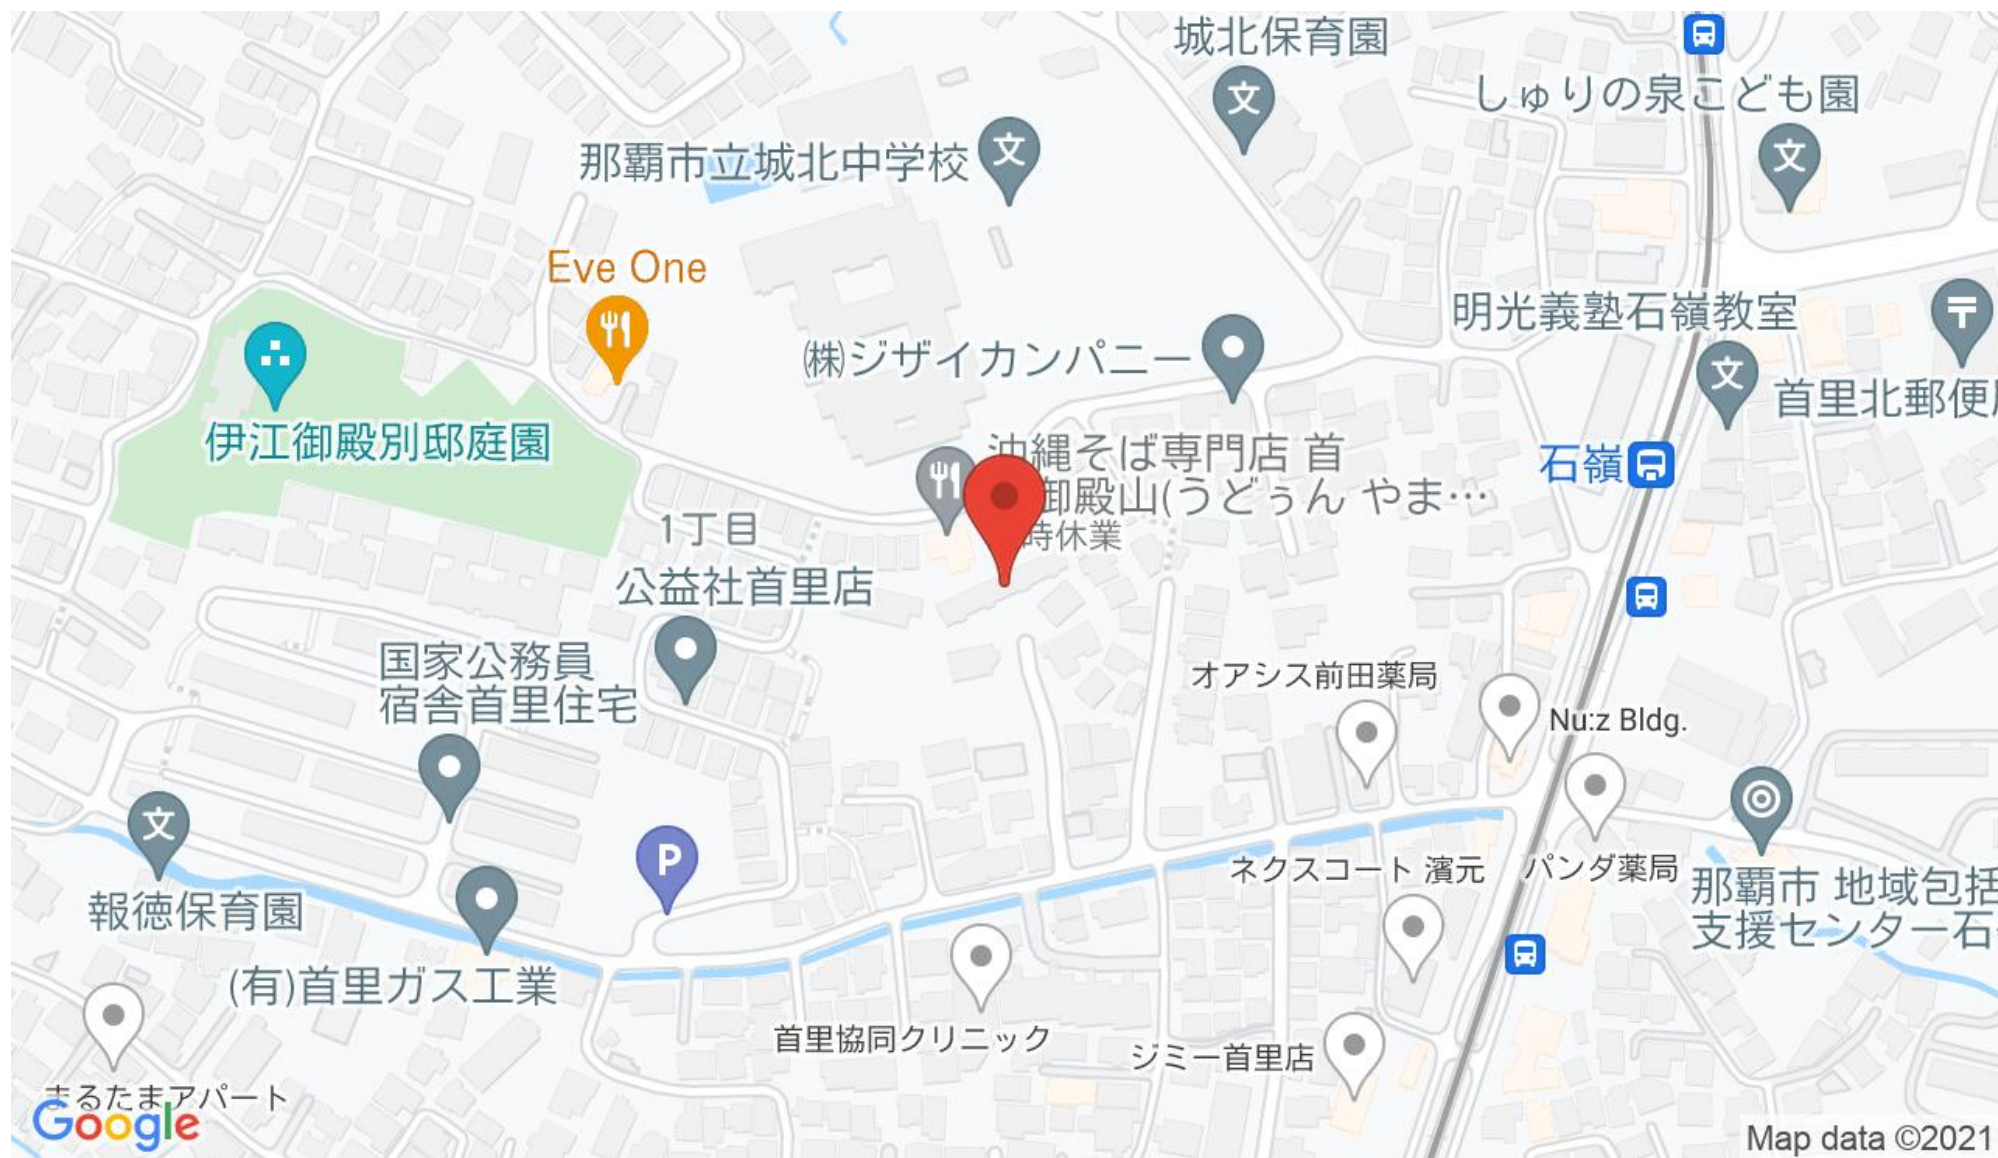 城北保育園
しゅりの泉こども園
那覇市立城北中学校
Eve One
明光義塾石嶺教室
㈱ジザイカンパニー
首里北郵便
伊江御殿別邸庭園
沖縄そば専門店 首
御殿山(うどぅん やま…
時休業
石嶺
1丁目
公益社首里店
国家公務員
宿舎首里住宅
オアシス前田薬局
Nu:z Bldg.
P
ネクスコート 濱元
パンダ薬局
那覇市 地域包括
支援センター石
報徳保育園
(有)首里ガス工業
首里協同クリニック
ジミー首里店
まるたまアパート
Google
Map data ©2021